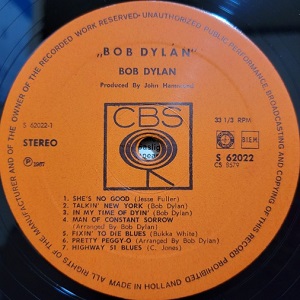 „BOB DYLAN"
BOB DYLAN
Produced By John Hammond
S 62022-1
STEREO
33 1/3 RPM
CBS
BIEM
S 62022
CS 8579
1. SHE'S NO GOOD (Jesse Fuller)
2. TALKIN' NEW YORK (Bob Dylan)
3. IN MY TIME OF DYIN' (Bob Dylan)
4. MAN OF CONSTANT SORROW
(Arranged By Bob Dylan)
5. FIXIN' TO DIE BLUES (Bukka White)
6. PRETTY PEGGY-O (Arranged By Bob Dylan)
7. HIGHWAY 51 BLUES (C. Jones)
ALL RIGHTS OF THE MANUFACTURER AND OF THE OWNER OF THE RECORDED WORK RESERVED. UNAUTHORIZED PUBLIC PERFORMANCE, BROADCASTING AND COPYING OF THIS RECORD PROHIBITED
MADE IN HOLLAND